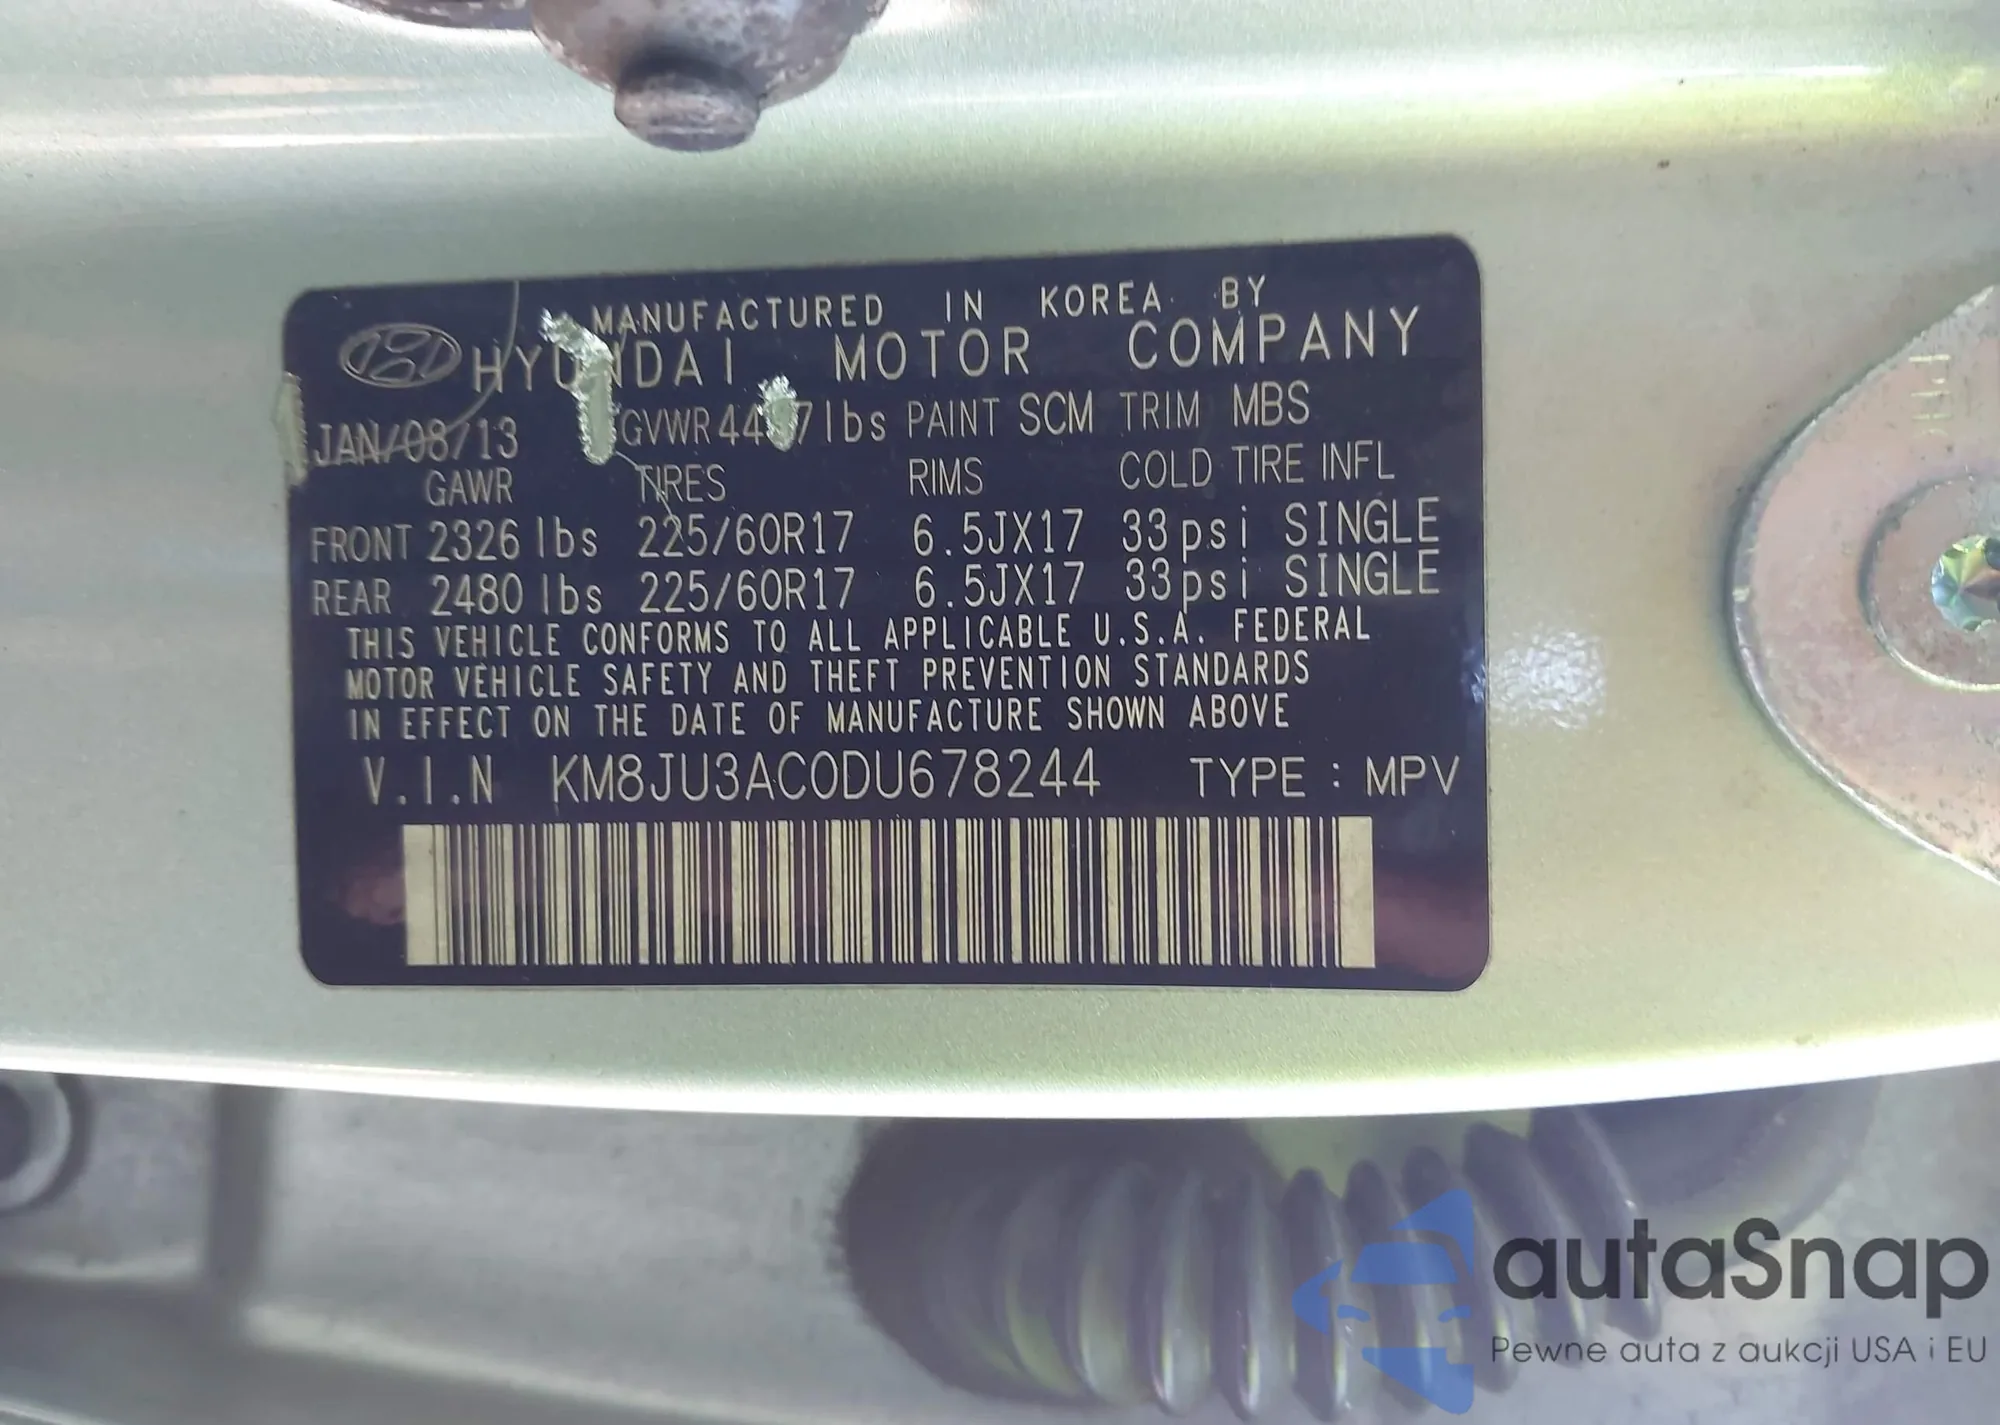 MANUFACTURED IN KOREA BY
HYUNDAI MOTOR COMPANY
JAN/08/13 GVWR lbs PAINT SCM TRIM MBS
GAWR TIRES RIMS COLD TIRE INFL
FRONT 2326 lbs 225/60R17 6.5JX17 33psi SINGLE
REAR 2480 lbs 225/60R17 6.5JX17 33psi SINGLE
THIS VEHICLE CONFORMS TO ALL APPLICABLE U.S.A. FEDERAL
MOTOR VEHICLE SAFETY AND THEFT PREVENTION STANDARDS
IN EFFECT ON THE DATE OF MANUFACTURE SHOWN ABOVE
V.I.N KM8JU3AC0DU678244 TYPE : MPV
autaSnap
Pewne auta z aukcji USA i EU